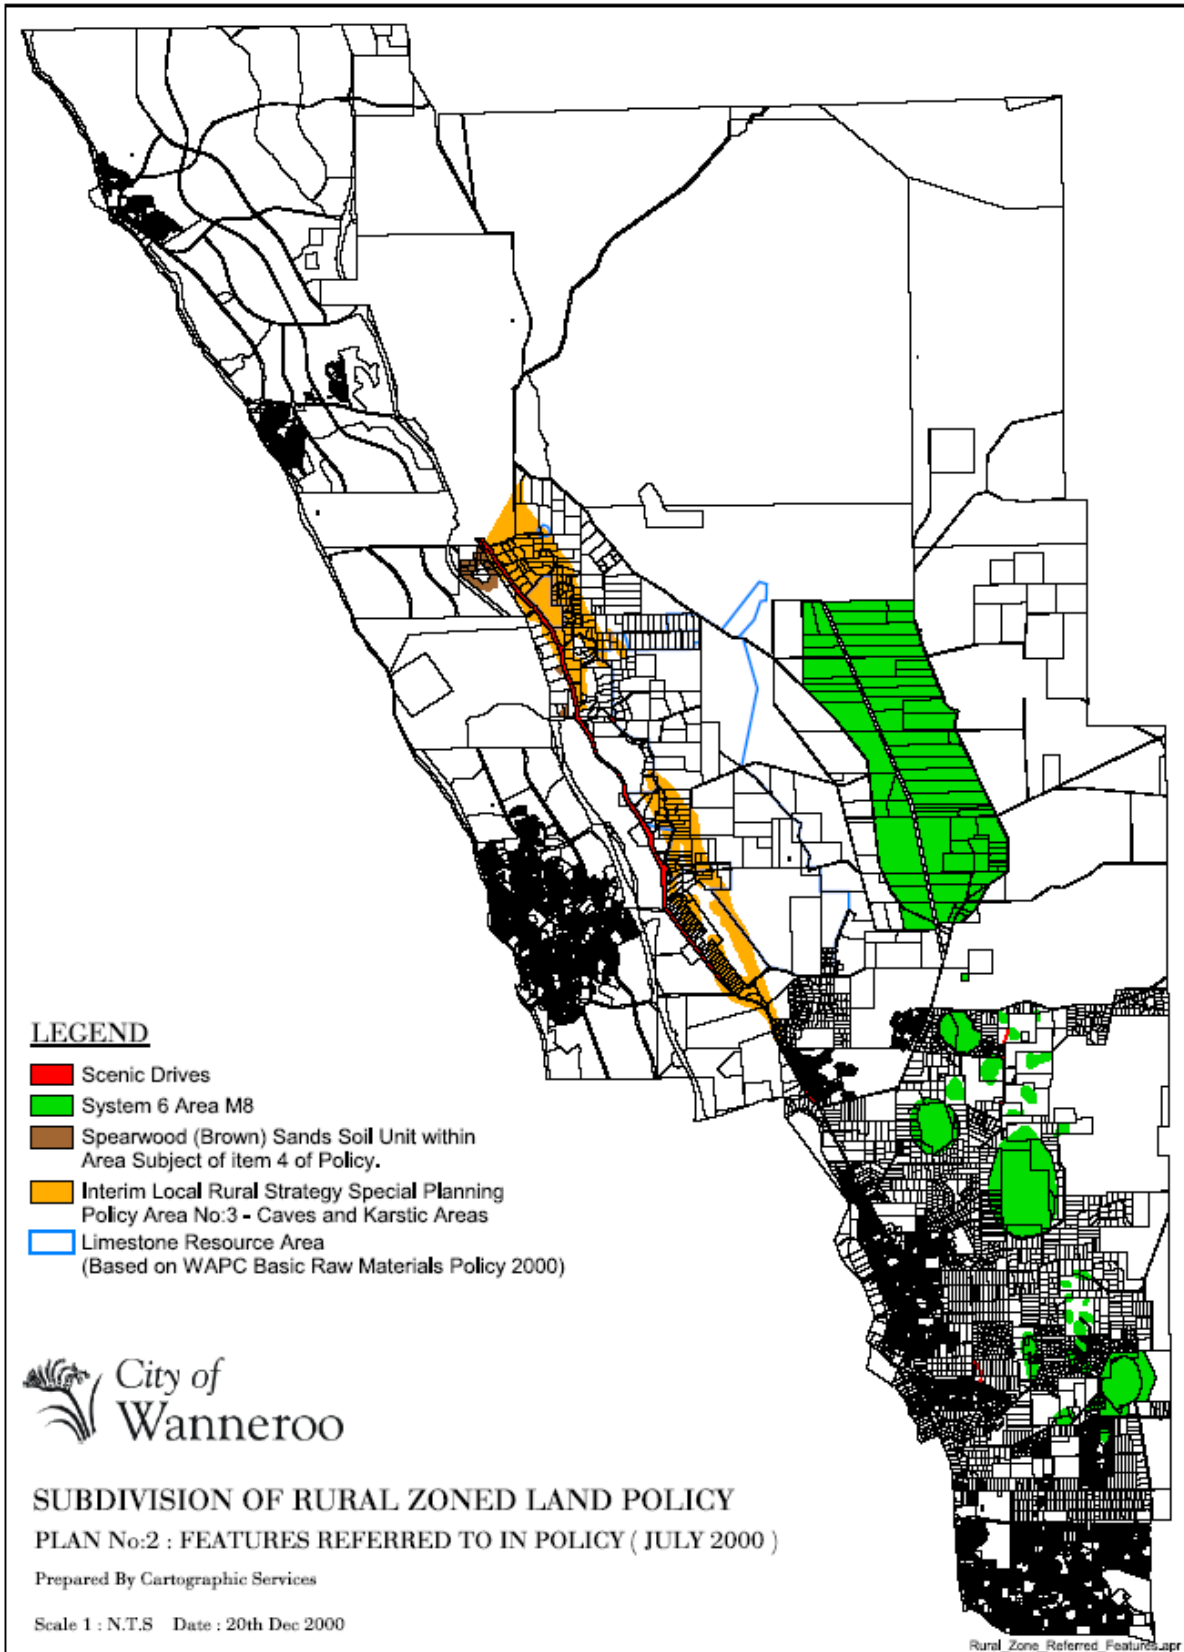 LEGEND
Scenic Drives
System 6 Area M8
Spearwood (Brown) Sands Soil Unit within
Area Subject of item 4 of Policy.
Interim Local Rural Strategy Special Planning
Policy Area No:3 - Caves and Karstic Areas
Limestone Resource Area
(Based on WAPC Basic Raw Materials Policy 2000)
City of
Wanneroo
SUBDIVISION OF RURAL ZONED LAND POLICY
PLAN No:2 : FEATURES REFERRED TO IN POLICY ( JULY 2000 )
Prepared By Cartographic Services
Scale 1 : N.T.S Date : 20th Dec 2000
Rural_Zone_Referred_Features.apr